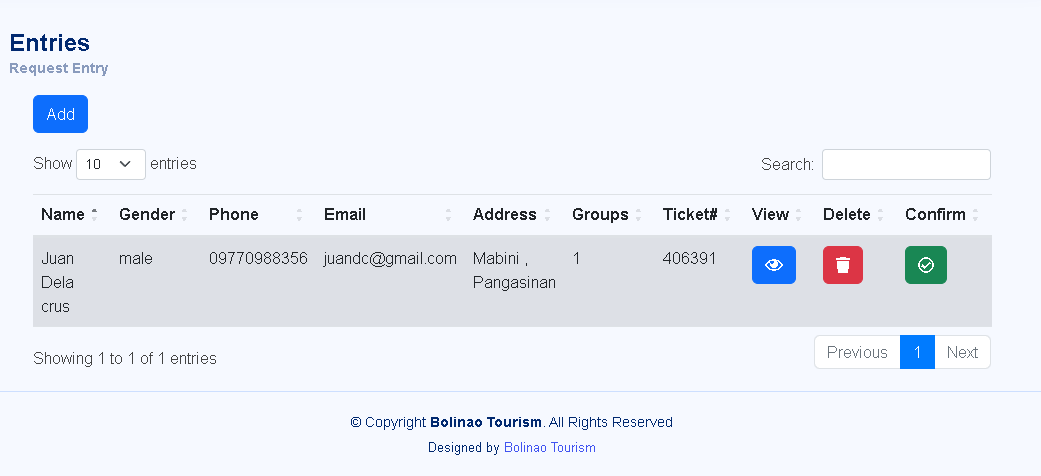 Entries
Request Entry
Add
Show 10 entries
Search:
Name Gender Phone Email Address Groups Ticket# View Delete Confirm
Juan male 09770988356 juandc@gmail.com Mabini , 1 406391
Dela Pangasinan
crus
Showing 1 to 1 of 1 entries
Previous 1 Next
© Copyright Bolinao Tourism. All Rights Reserved
Designed by Bolinao Tourism